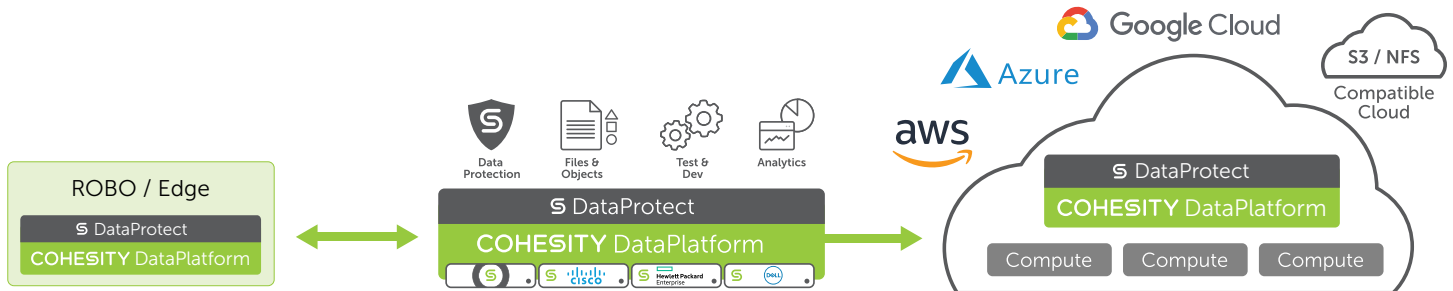 ROBO / Edge
DataProtect
COHESITY DataPlatform
Data
Protection
Files &
Objects
Test &
Dev
Analytics
DataProtect
COHESITY DataPlatform
CISCO
Hewlett Packard
Enterprise
DELL
aws
Azure
Google Cloud
S3 / NFS
Compatible
Cloud
DataProtect
COHESITY DataPlatform
Compute
Compute
Compute